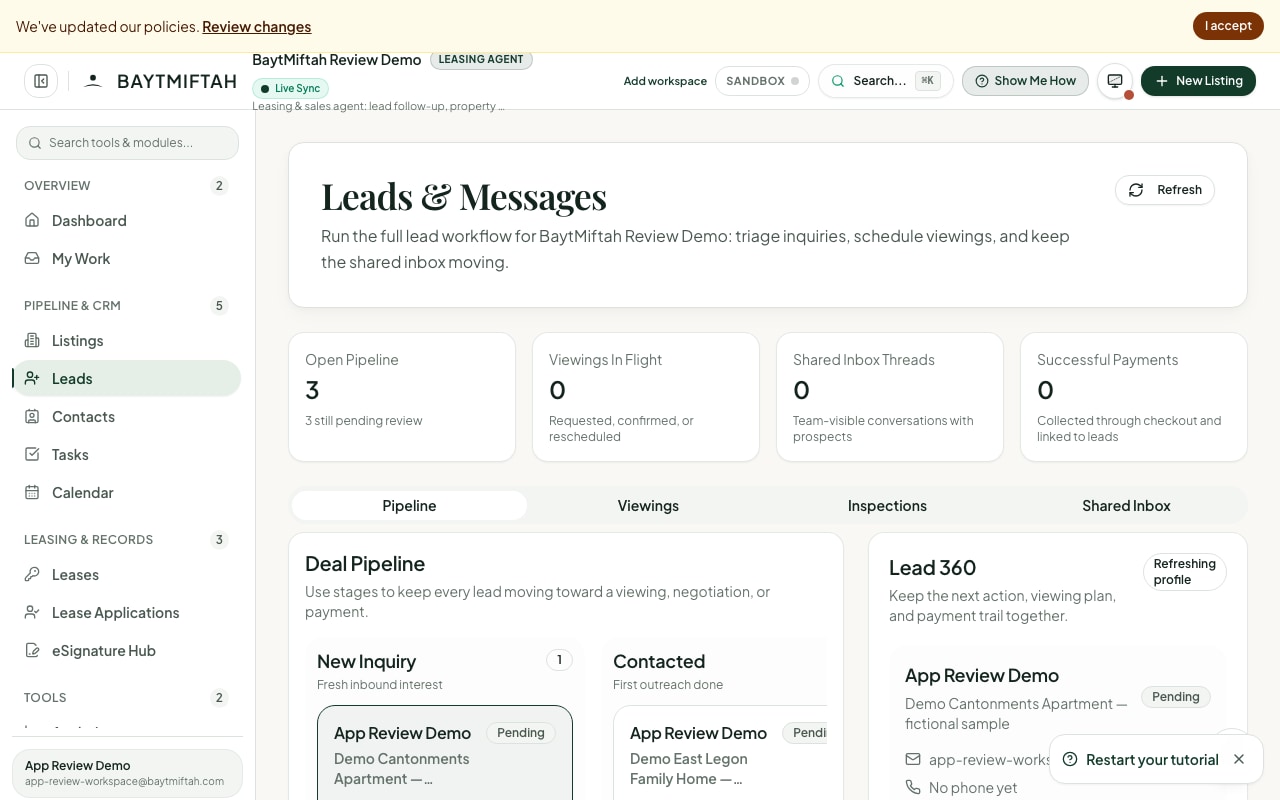 We've updated our policies. Review changes
I accept
BAYTMIFTAH
BaytMiftah Review Demo
LEASING AGENT
Live Sync
Leasing & sales agent: lead follow-up, property ...
Add workspace
SANDBOX
Search...
⌘K
Show Me How
New Listing
Search tools & modules...
OVERVIEW
2
Dashboard
My Work
PIPELINE & CRM
5
Listings
Leads
Contacts
Tasks
Calendar
LEASING & RECORDS
3
Leases
Lease Applications
eSignature Hub
TOOLS
2
App Review Demo
app-review-workspace@baytmiftah.com
Leads & Messages
Refresh
Run the full lead workflow for BaytMiftah Review Demo: triage inquiries, schedule viewings, and keep
the shared inbox moving.
Open Pipeline
3
3 still pending review
Viewings In Flight
0
Requested, confirmed, or
rescheduled
Shared Inbox Threads
0
Team-visible conversations with
prospects
Successful Payments
0
Collected through checkout and
linked to leads
Pipeline
Viewings
Inspections
Shared Inbox
Deal Pipeline
Use stages to keep every lead moving toward a viewing, negotiation, or
payment.
New Inquiry
1
Fresh inbound interest
App Review Demo
Pending
Demo Cantonments
Apartment —...
Contacted
First outreach done
App Review Demo
Pendi
Demo East Legon
Family Home —...
Lead 360
Refreshing
profile
Keep the next action, viewing plan,
and payment trail together.
App Review Demo
Pending
Demo Cantonments Apartment —
fictional sample
app-review-works
No phone yet
Restart your tutorial